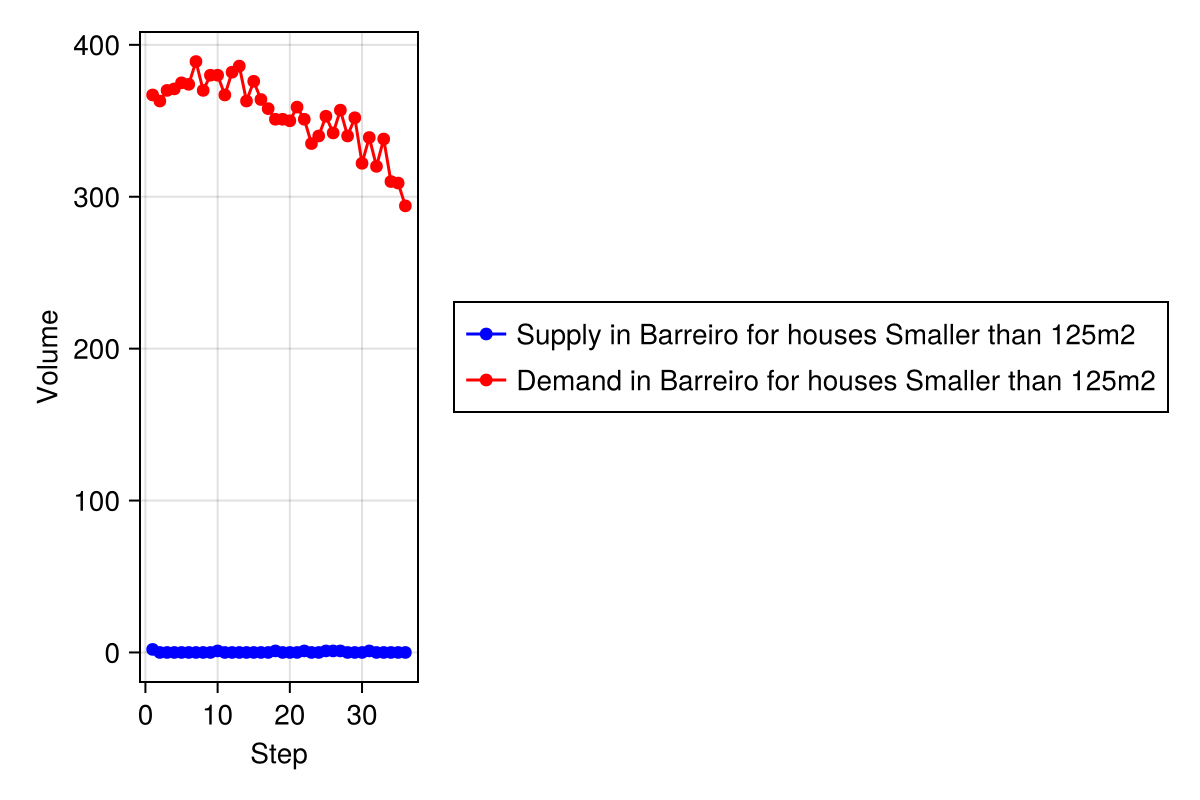 400
300
200
100
0
Volume
0 10 20 30
Step
Supply in Barreiro for houses Smaller than 125m2
Demand in Barreiro for houses Smaller than 125m2